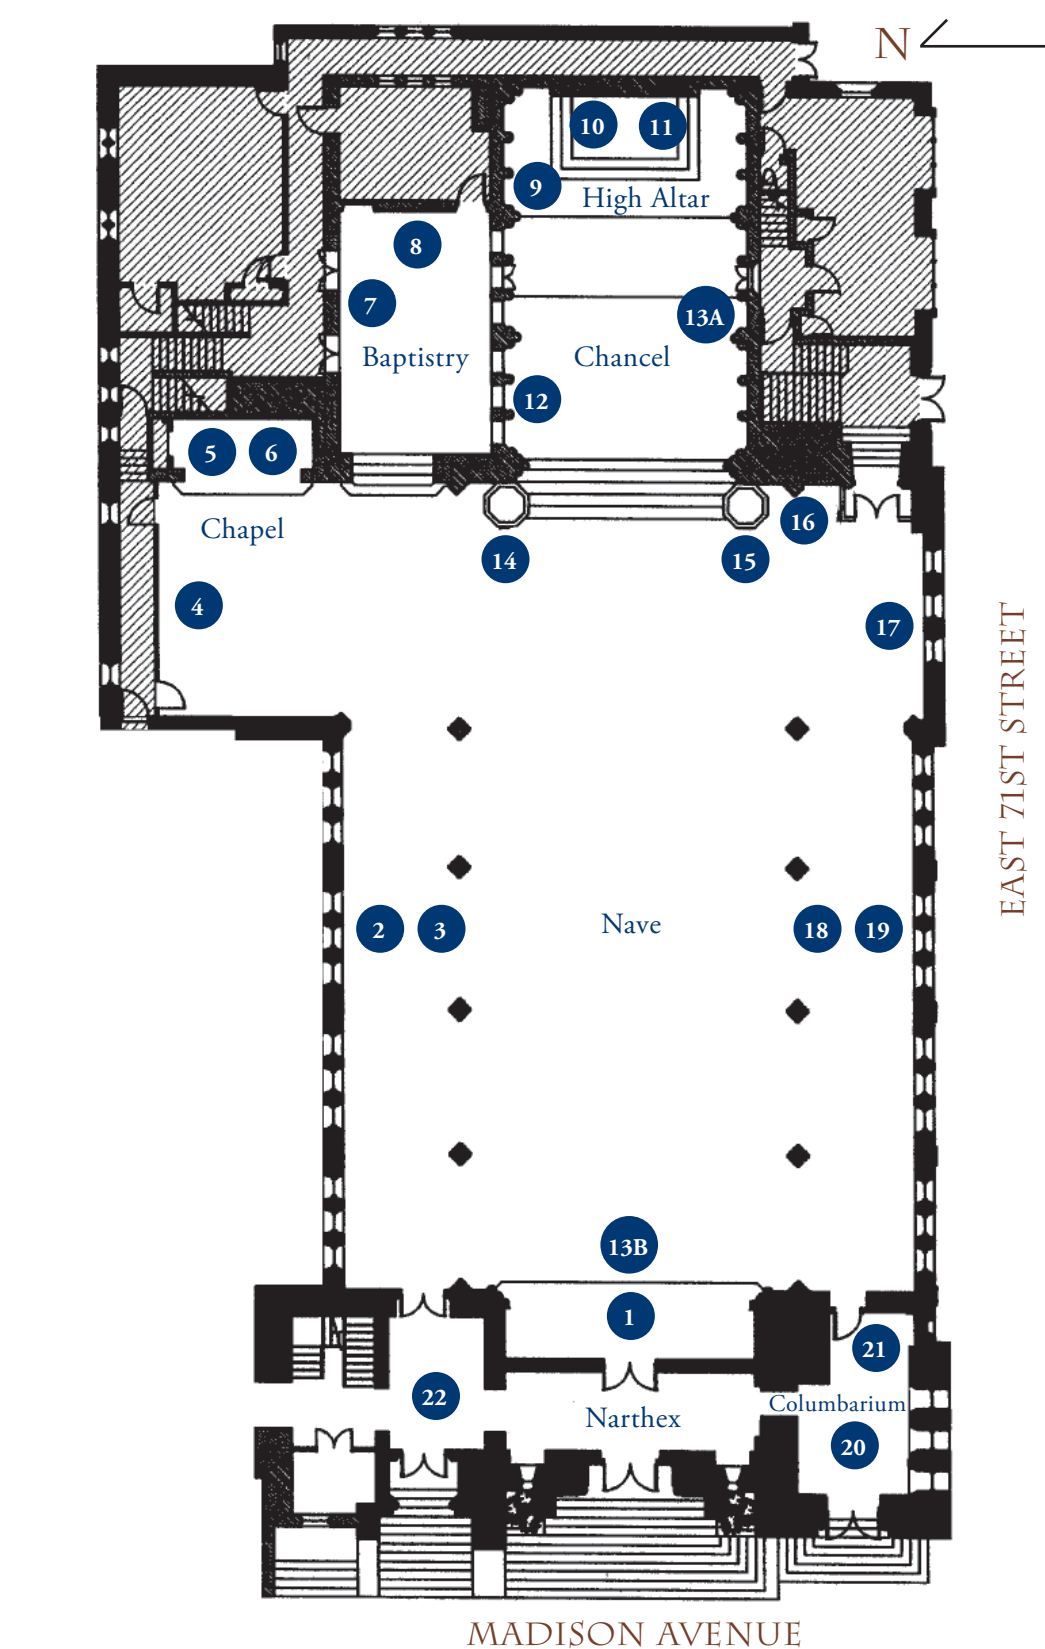 N
10 11
9
High Altar
8
7
13A
Baptistry
Chancel
12
5 6
Chapel
16
14 15
4
17
EAST 71ST STREET
2 3
Nave
18 19
13B
1
21
22
Columbarium
Narthex
20
MADISON AVENUE